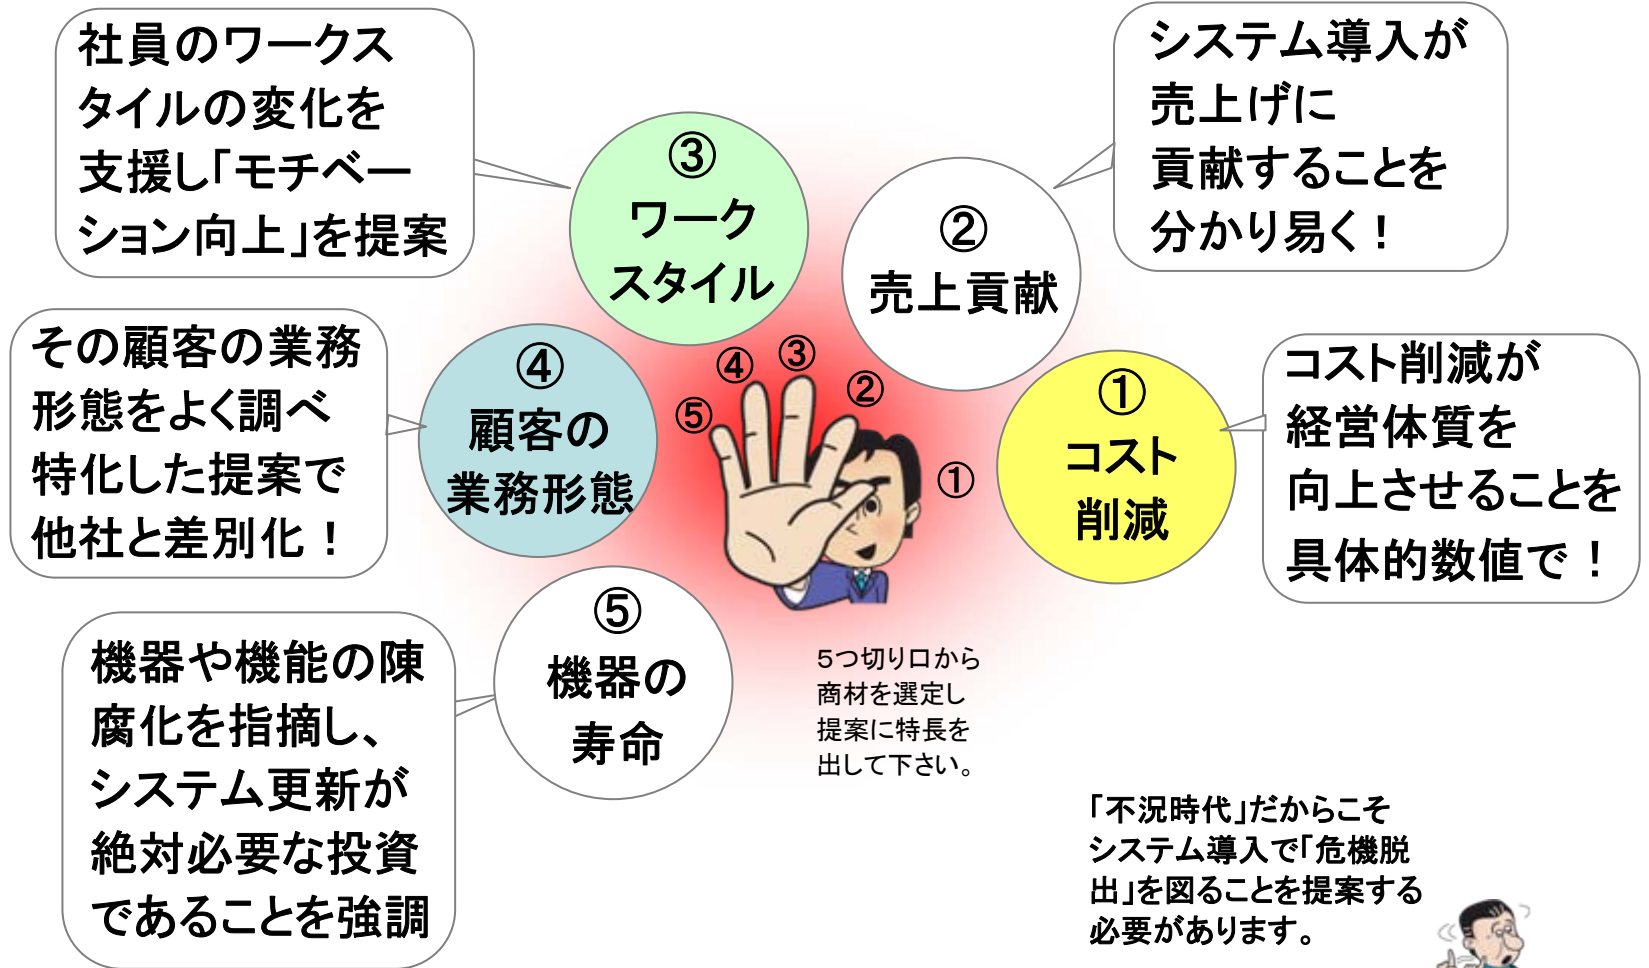 社員のワークス
タイルの変化を
支援し「モチベー
ション向上」を提案
システム導入が
売上げに
貢献することを
分かり易く！
③
ワーク
スタイル
②
売上貢献
その顧客の業務
形態をよく調べ
特化した提案で
他社と差別化！
④
顧客の
業務形態
⑤
④
③
②
①
①
コスト
削減
コスト削減が
経営体質を
向上させることを
具体的数値で！
機器や機能の陳
腐化を指摘し、
システム更新が
絶対必要な投資
であることを強調
⑤
機器の
寿命
５つ切り口から
商材を選定し
提案に特長を
出して下さい。
「不況時代」だからこそ
システム導入で「危機脱
出」を図ることを提案する
必要があります。